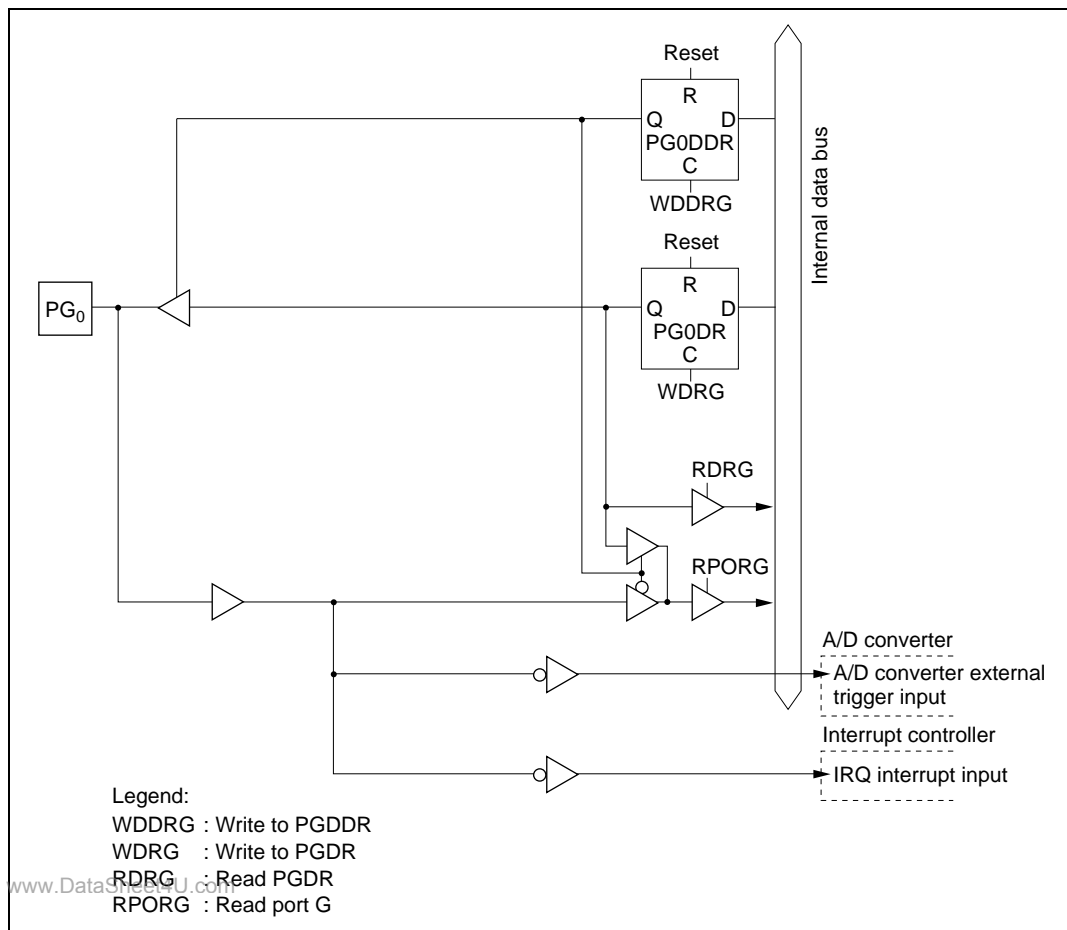 Reset
R
Q D
PG0DDR
C
WDDRG
Internal data bus
Reset
R
PG0
Q D
PG0DR
C
WDRG
RDRG
RPORG
A/D converter
A/D converter external
trigger input
Interrupt controller
IRQ interrupt input
Legend:
WDDRG : Write to PGDDR
WDRG : Write to PGDR
RDRG : Read PGDR
RPORG : Read port G
www.DataSheet4U.com